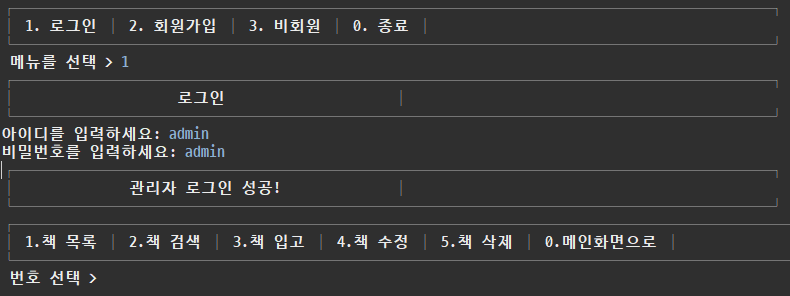 | 1. 로그인 | 2. 회원가입 | 3. 비회원 | 0. 종료 |
메뉴를 선택 > 1
| 로그인 |
아이디를 입력하세요: admin
비밀번호를 입력하세요: admin
| 관리자 로그인 성공! |
| 1.책 목록 | 2.책 검색 | 3.책 입고 | 4.책 수정 | 5.책 삭제 | 0.메인화면으로 |
번호 선택 >